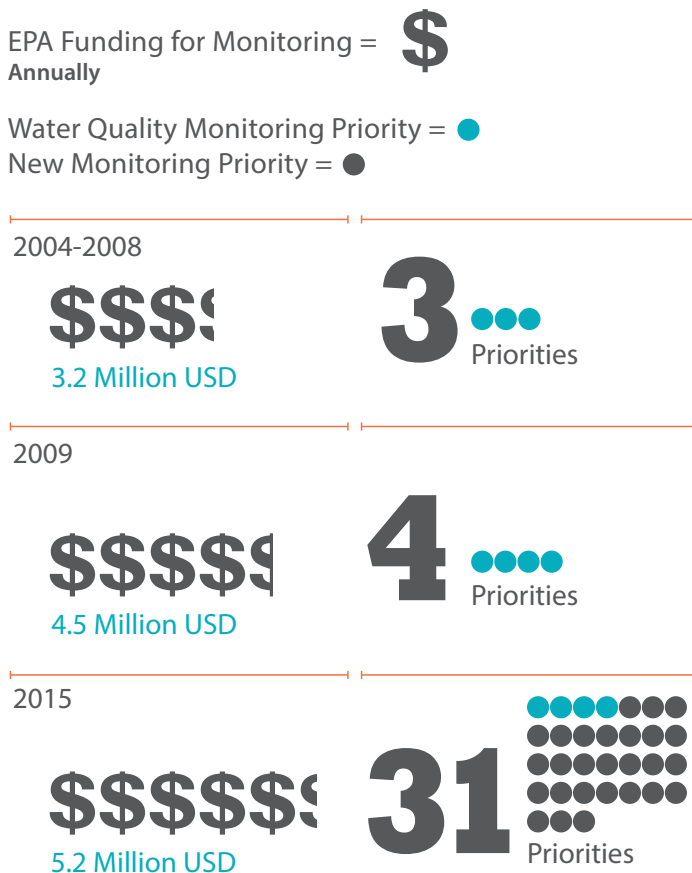 EPA Funding for Monitoring = $
Annually
Water Quality Monitoring Priority =
New Monitoring Priority =
2004-2008
$$$$
3.2 Million USD
3
Priorities
2009
$$$$$
4.5 Million USD
4
Priorities
2015
$$$$$$
5.2 Million USD
31
Priorities